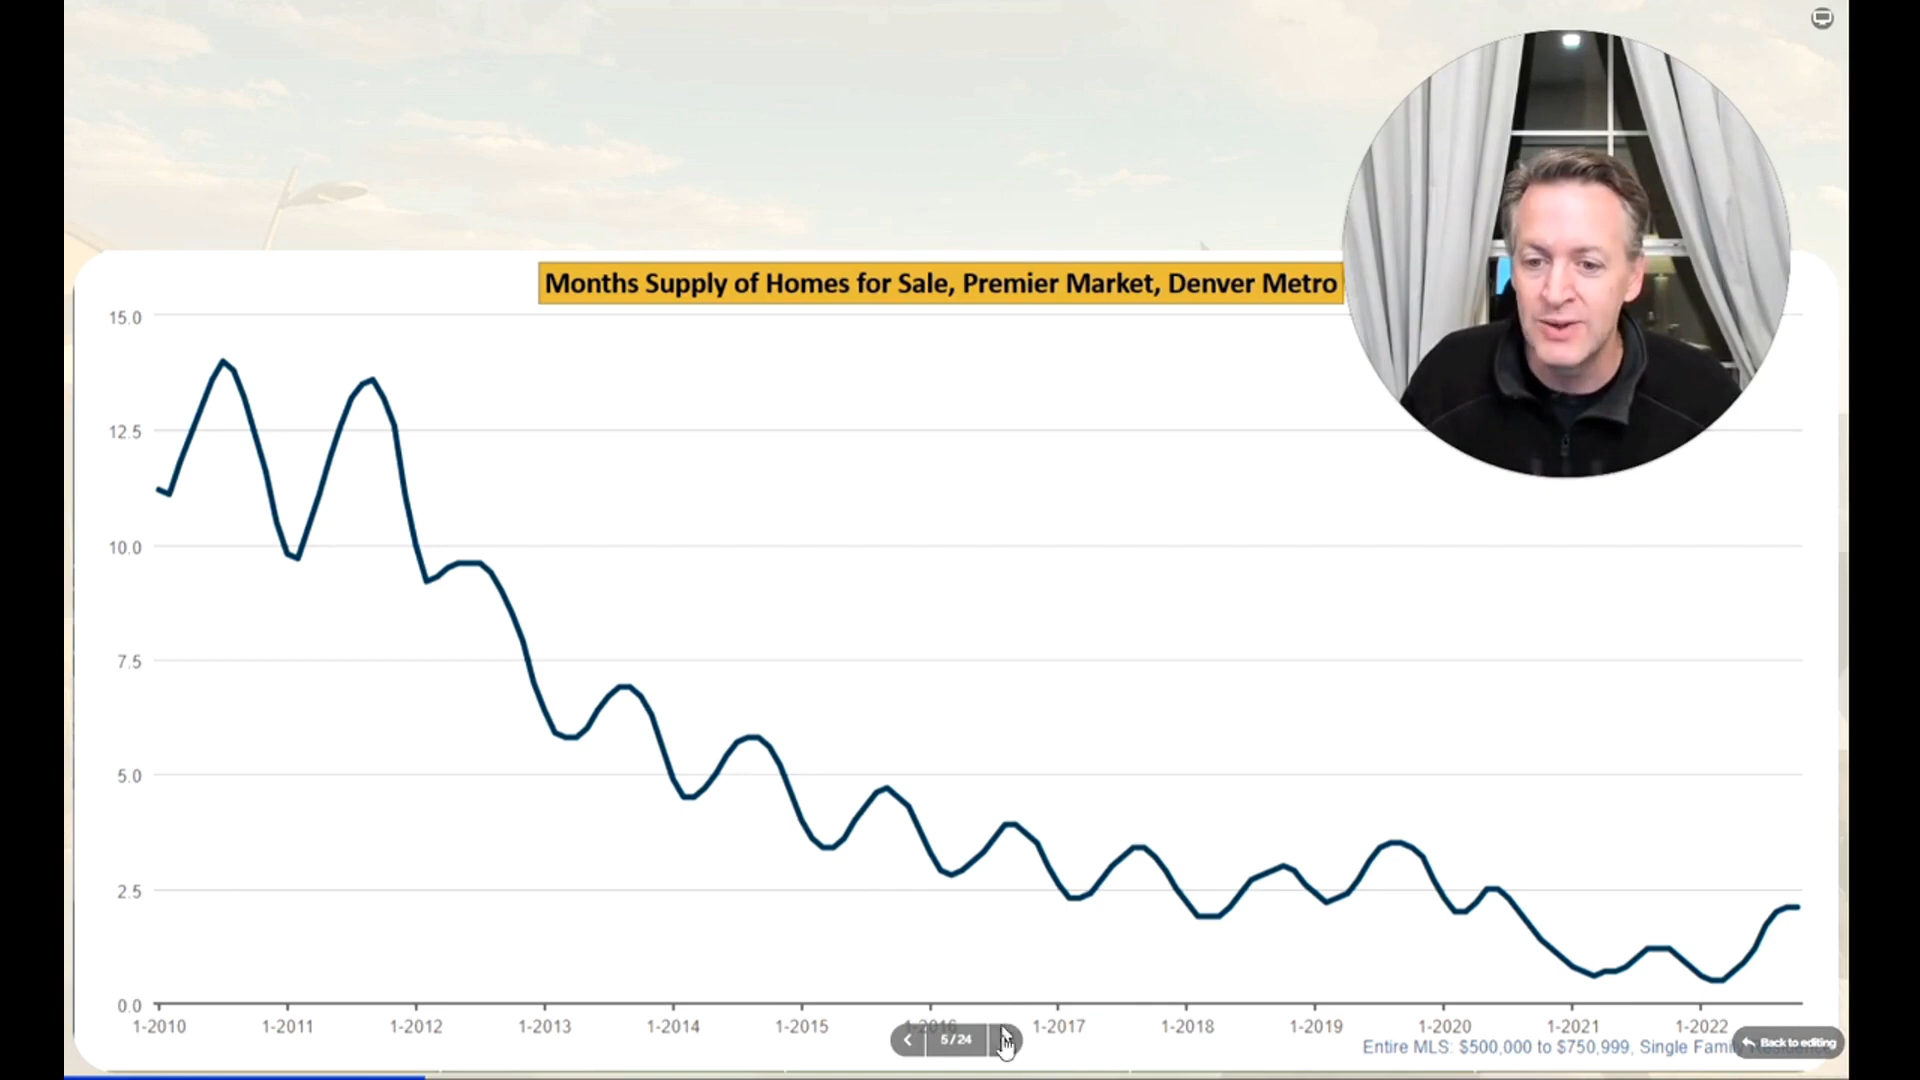 Months Supply of Homes for Sale, Premier Market, Denver Metro
15.0
12.5
10.0
7.5
5.0
2.5
0.0
1-2010 1-2011 1-2012 1-2013 1-2014 1-2015 1-2016 1-2017 1-2018 1-2019 1-2020 1-2021 1-2022
5 / 24
Back to editing
Entire MLS: $500,000 to $750,999, Single Family